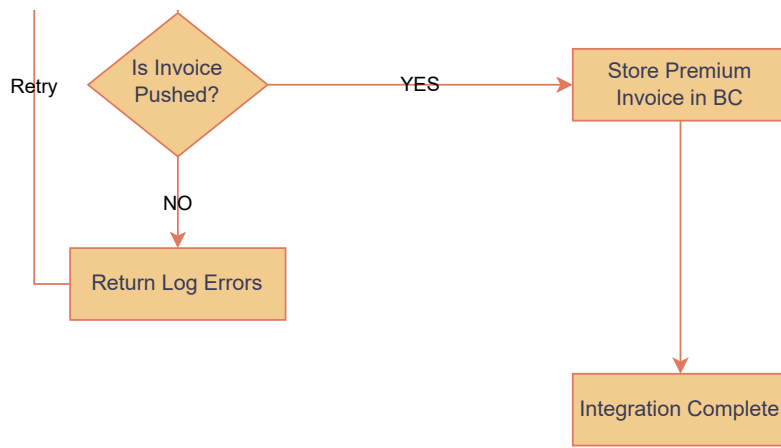 Retry
Is Invoice
Pushed?
YES
Store Premium
Invoice in BC
NO
Return Log Errors
Integration Complete